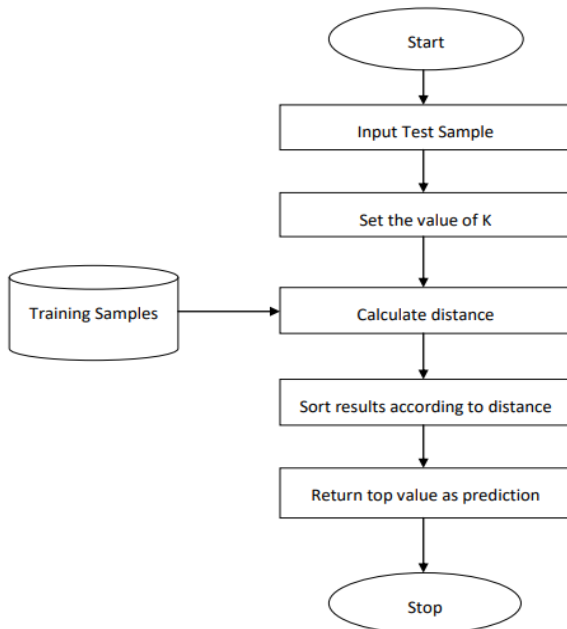 Start
Input Test Sample
Set the value of K
Training Samples
Calculate distance
Sort results according to distance
Return top value as prediction
Stop